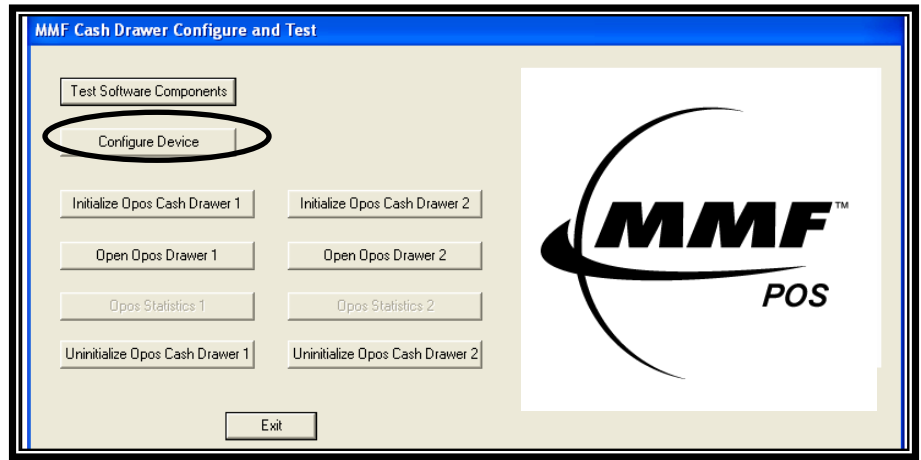 MMF Cash Drawer Configure and Test
Test Software Components
Configure Device
Initialize Opos Cash Drawer 1
Initialize Opos Cash Drawer 2
Open Opos Drawer 1
Open Opos Drawer 2
Opos Statistics 1
Opos Statistics 2
Uninitialize Opos Cash Drawer 1
Uninitialize Opos Cash Drawer 2
Exit
MMF™
POS